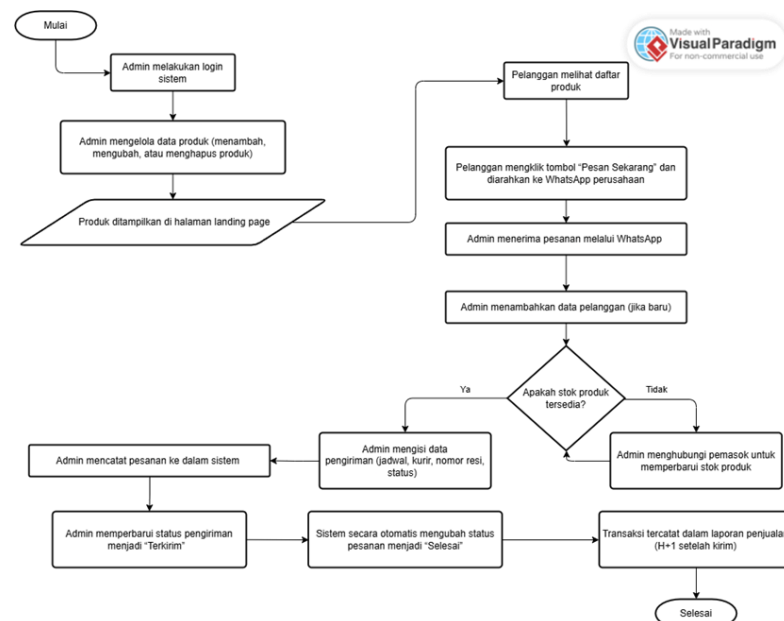 Mulai
Made with
VisualParadigm
For non-commercial use
Admin melakukan login
sistem
Pelanggan melihat daftar
produk
Admin mengelola data produk (menambah,
mengubah, atau menghapus produk)
Pelanggan mengklik tombol "Pesan Sekarang" dan
diarahkan ke WhatsApp perusahaan
Produk ditampilkan di halaman landing page
Admin menerima pesanan melalui WhatsApp
Admin menambahkan data pelanggan (jika baru)
Apakah stok produk
tersedia?
Ya
Tidak
Admin mengisi data
pengiriman (jadwal, kurir, nomor resi,
status)
Admin menghubungi pemasok untuk
memperbarui stok produk
Admin mencatat pesanan ke dalam sistem
Admin memperbarui status pengiriman
menjadi "Terkirim"
Sistem secara otomatis mengubah status
pesanan menjadi "Selesai"
Transaksi tercatat dalam laporan penjualan
(H+1 setelah kirim)
Selesai